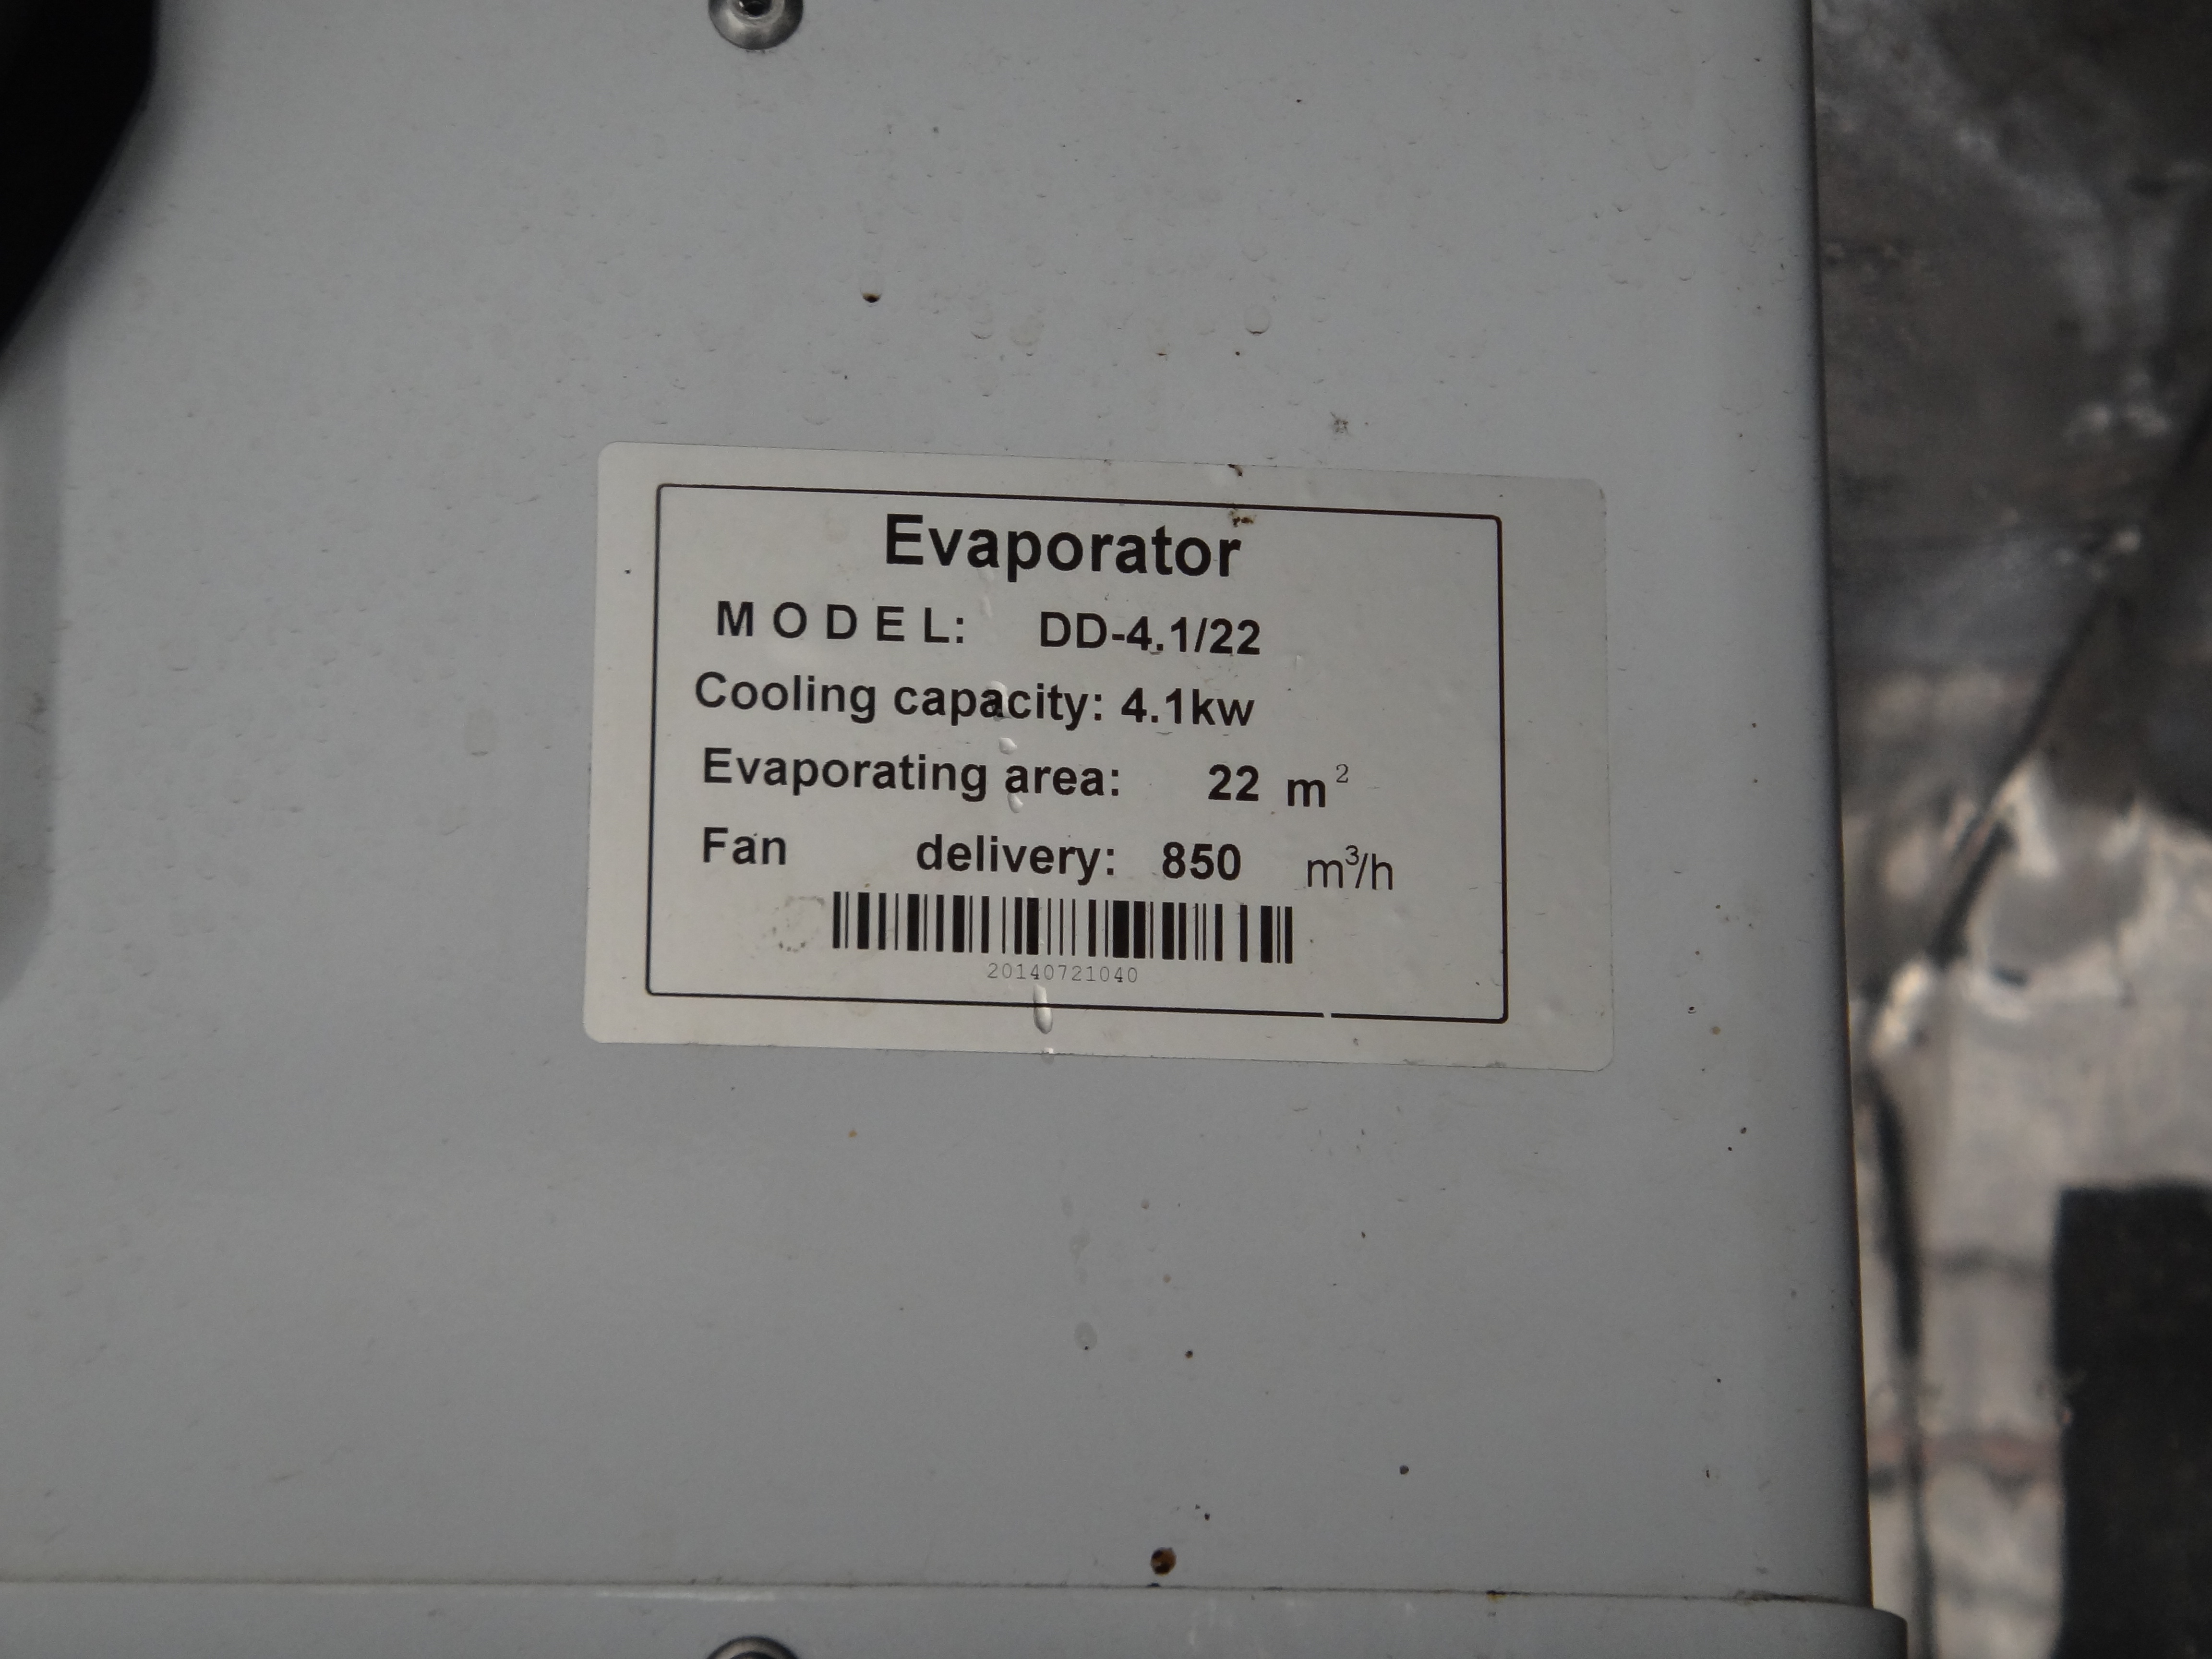 Evaporator
MODEL: DD-4.1/22
Cooling capacity: 4.1kw
Evaporating area: 22 m²
Fan delivery: 850 m³/h
20140721040